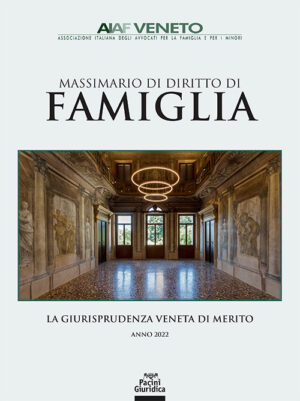 AIAF VENETO
ASSOCIAZIONE ITALIANA DEGLI AVVOCATI PER LA FAMIGLIA E PER I MINORI
MASSIMARIO DI DIRITTO DI
FAMIGLIA
LA GIURISPRUDENZA VENETA DI MERITO
ANNO 2022
Pacini
Giuridica